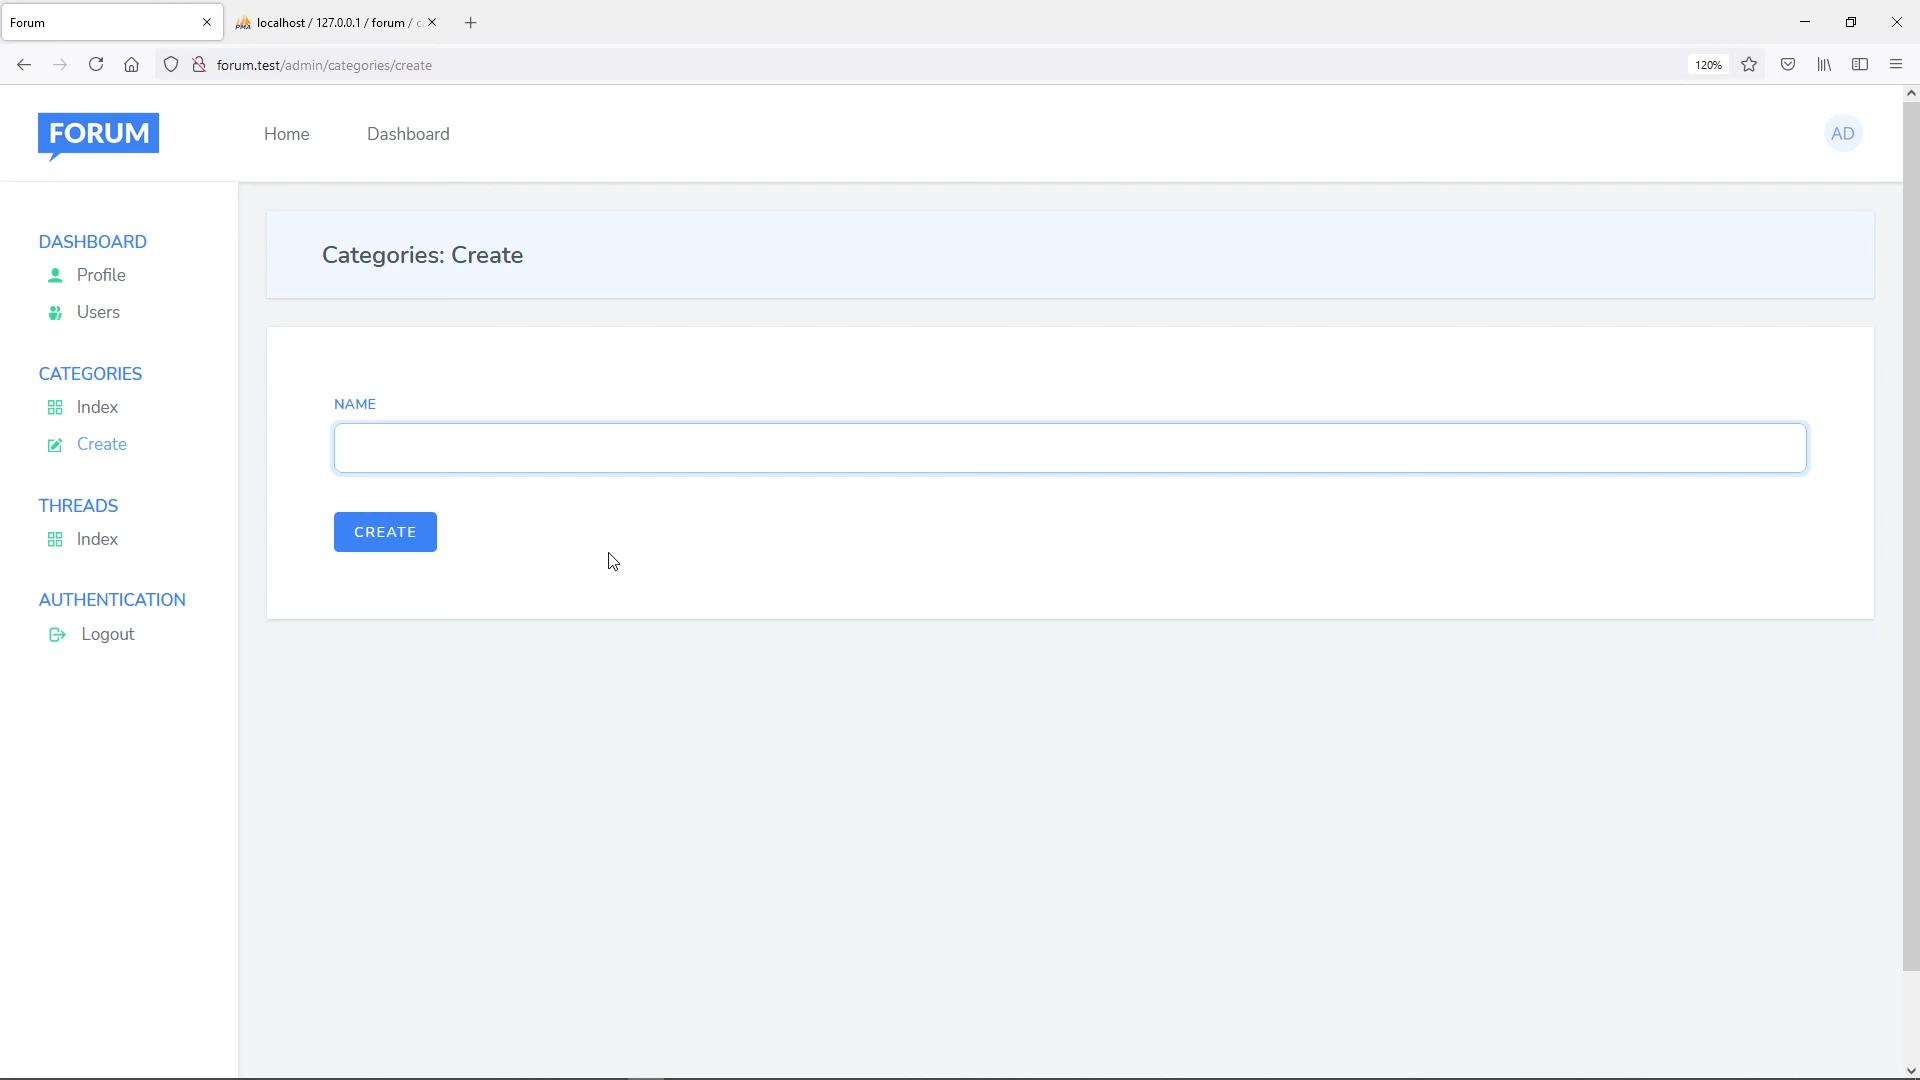 Forum
localhost / 127.0.0.1 / forum /
forum.test/admin/categories/create
120%
FORUM
Home
Dashboard
AD
DASHBOARD
Profile
Users
CATEGORIES
Index
Create
THREADS
Index
AUTHENTICATION
Logout
Categories: Create
NAME
CREATE